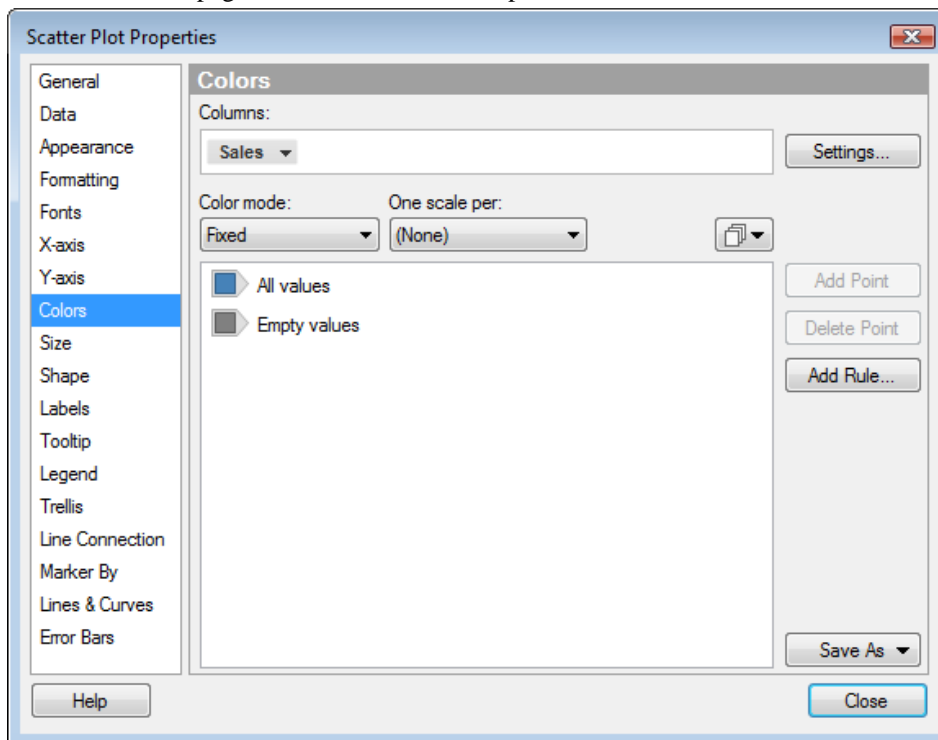 Scatter Plot Properties
General
Data
Appearance
Formatting
Fonts
X-axis
Y-axis
Colors
Size
Shape
Labels
Tooltip
Legend
Trellis
Line Connection
Marker By
Lines & Curves
Error Bars
Colors
Columns:
Sales
Settings...
Color mode:
One scale per:
Fixed
(None)
All values
Empty values
Add Point
Delete Point
Add Rule...
Save As
Help
Close